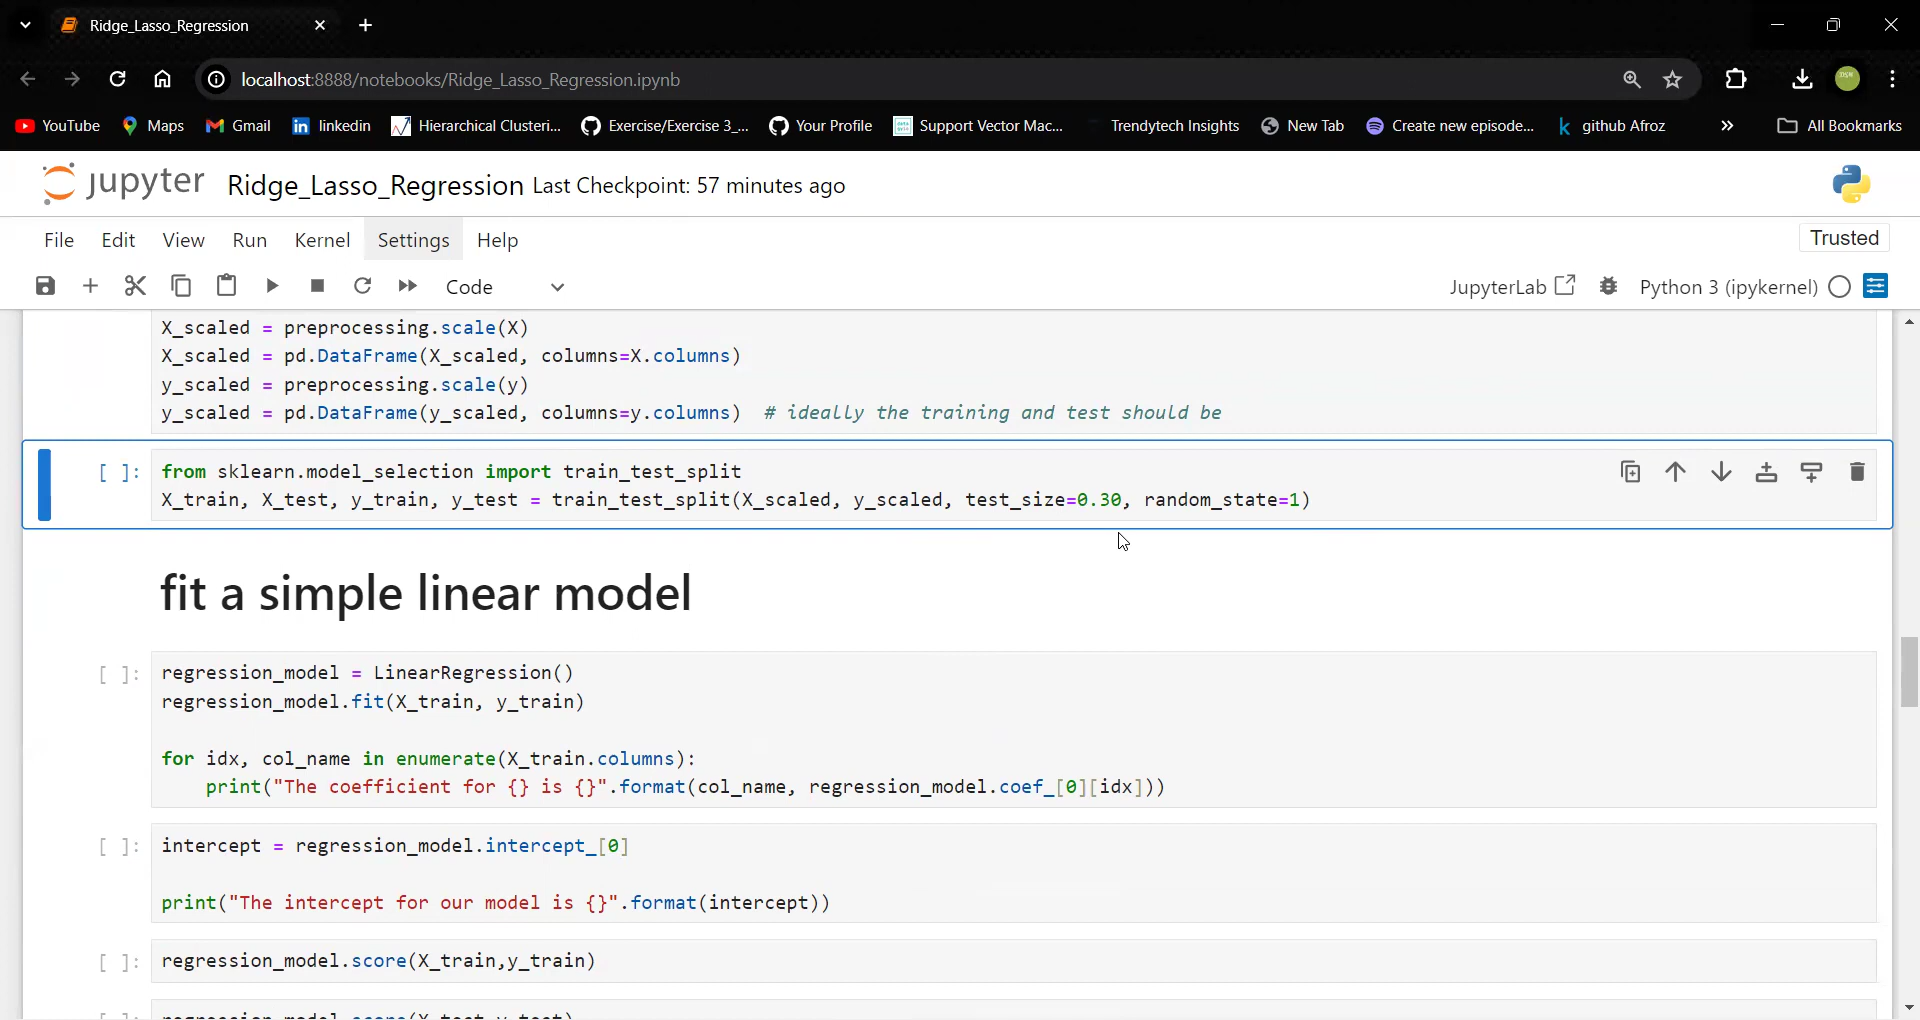 Ridge_Lasso_Regression
localhost:8888/notebooks/Ridge_Lasso_Regression.ipynb
YouTube Maps Gmail linkedin Hierarchical Clusteri... Exercise/Exercise 3_... Your Profile Support Vector Mac... Trendytech Insights New Tab Create new episode... github Afroz » All Bookmarks
jupyter Ridge_Lasso_Regression Last Checkpoint: 57 minutes ago
File Edit View Run Kernel Settings Help Trusted
Code JupyterLab Python 3 (ipykernel)
X_scaled = preprocessing.scale(X)
X_scaled = pd.DataFrame(X_scaled, columns=X.columns)
y_scaled = preprocessing.scale(y)
y_scaled = pd.DataFrame(y_scaled, columns=y.columns) # ideally the training and test should be
[ ]: from sklearn.model_selection import train_test_split
X_train, X_test, y_train, y_test = train_test_split(X_scaled, y_scaled, test_size=0.30, random_state=1)
fit a simple linear model
[ ]: regression_model = LinearRegression()
regression_model.fit(X_train, y_train)
for idx, col_name in enumerate(X_train.columns):
print("The coefficient for {} is {}".format(col_name, regression_model.coef_[0][idx]))
[ ]: intercept = regression_model.intercept_[0]
print("The intercept for our model is {}".format(intercept))
[ ]: regression_model.score(X_train,y_train)